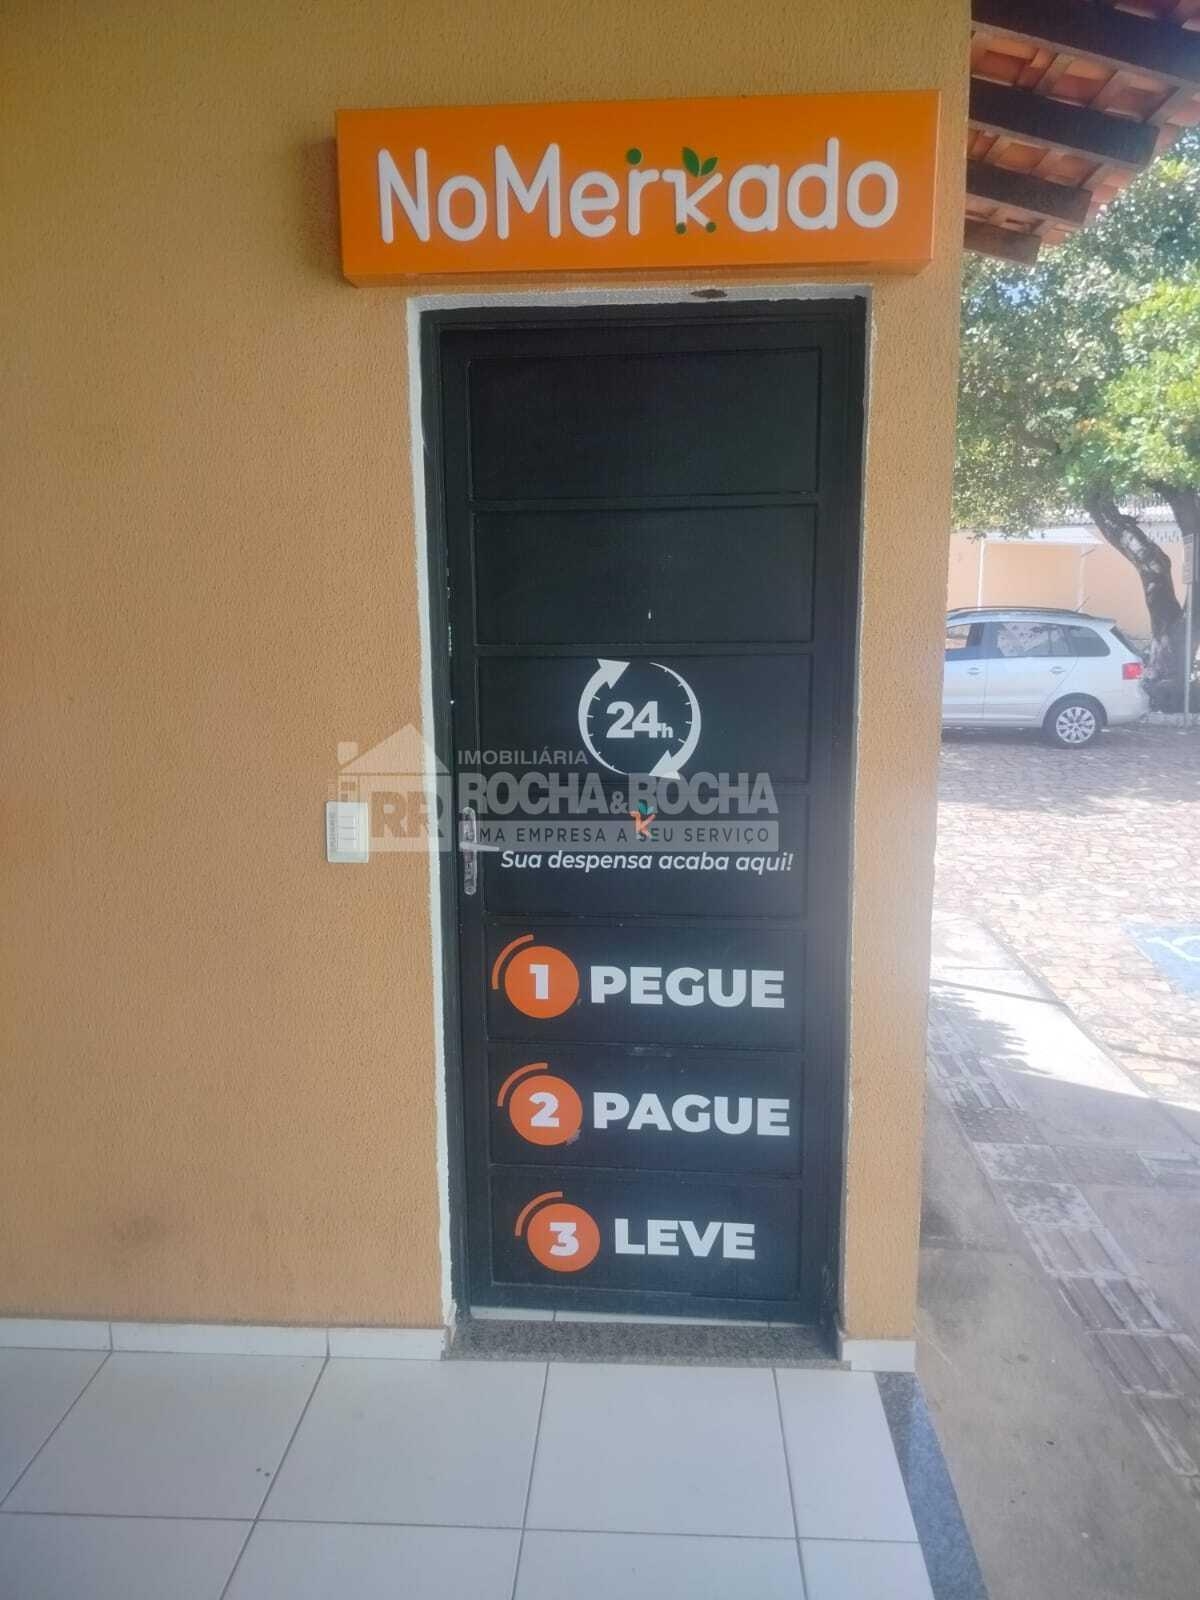 NoMerkado
24h
IMOBILIÁRIA
ROCHA&ROCHA
RR
UMA EMPRESA A SEU SERVIÇO
Sua despensa acaba aqui!
1 PEGUE
2 PAGUE
3 LEVE